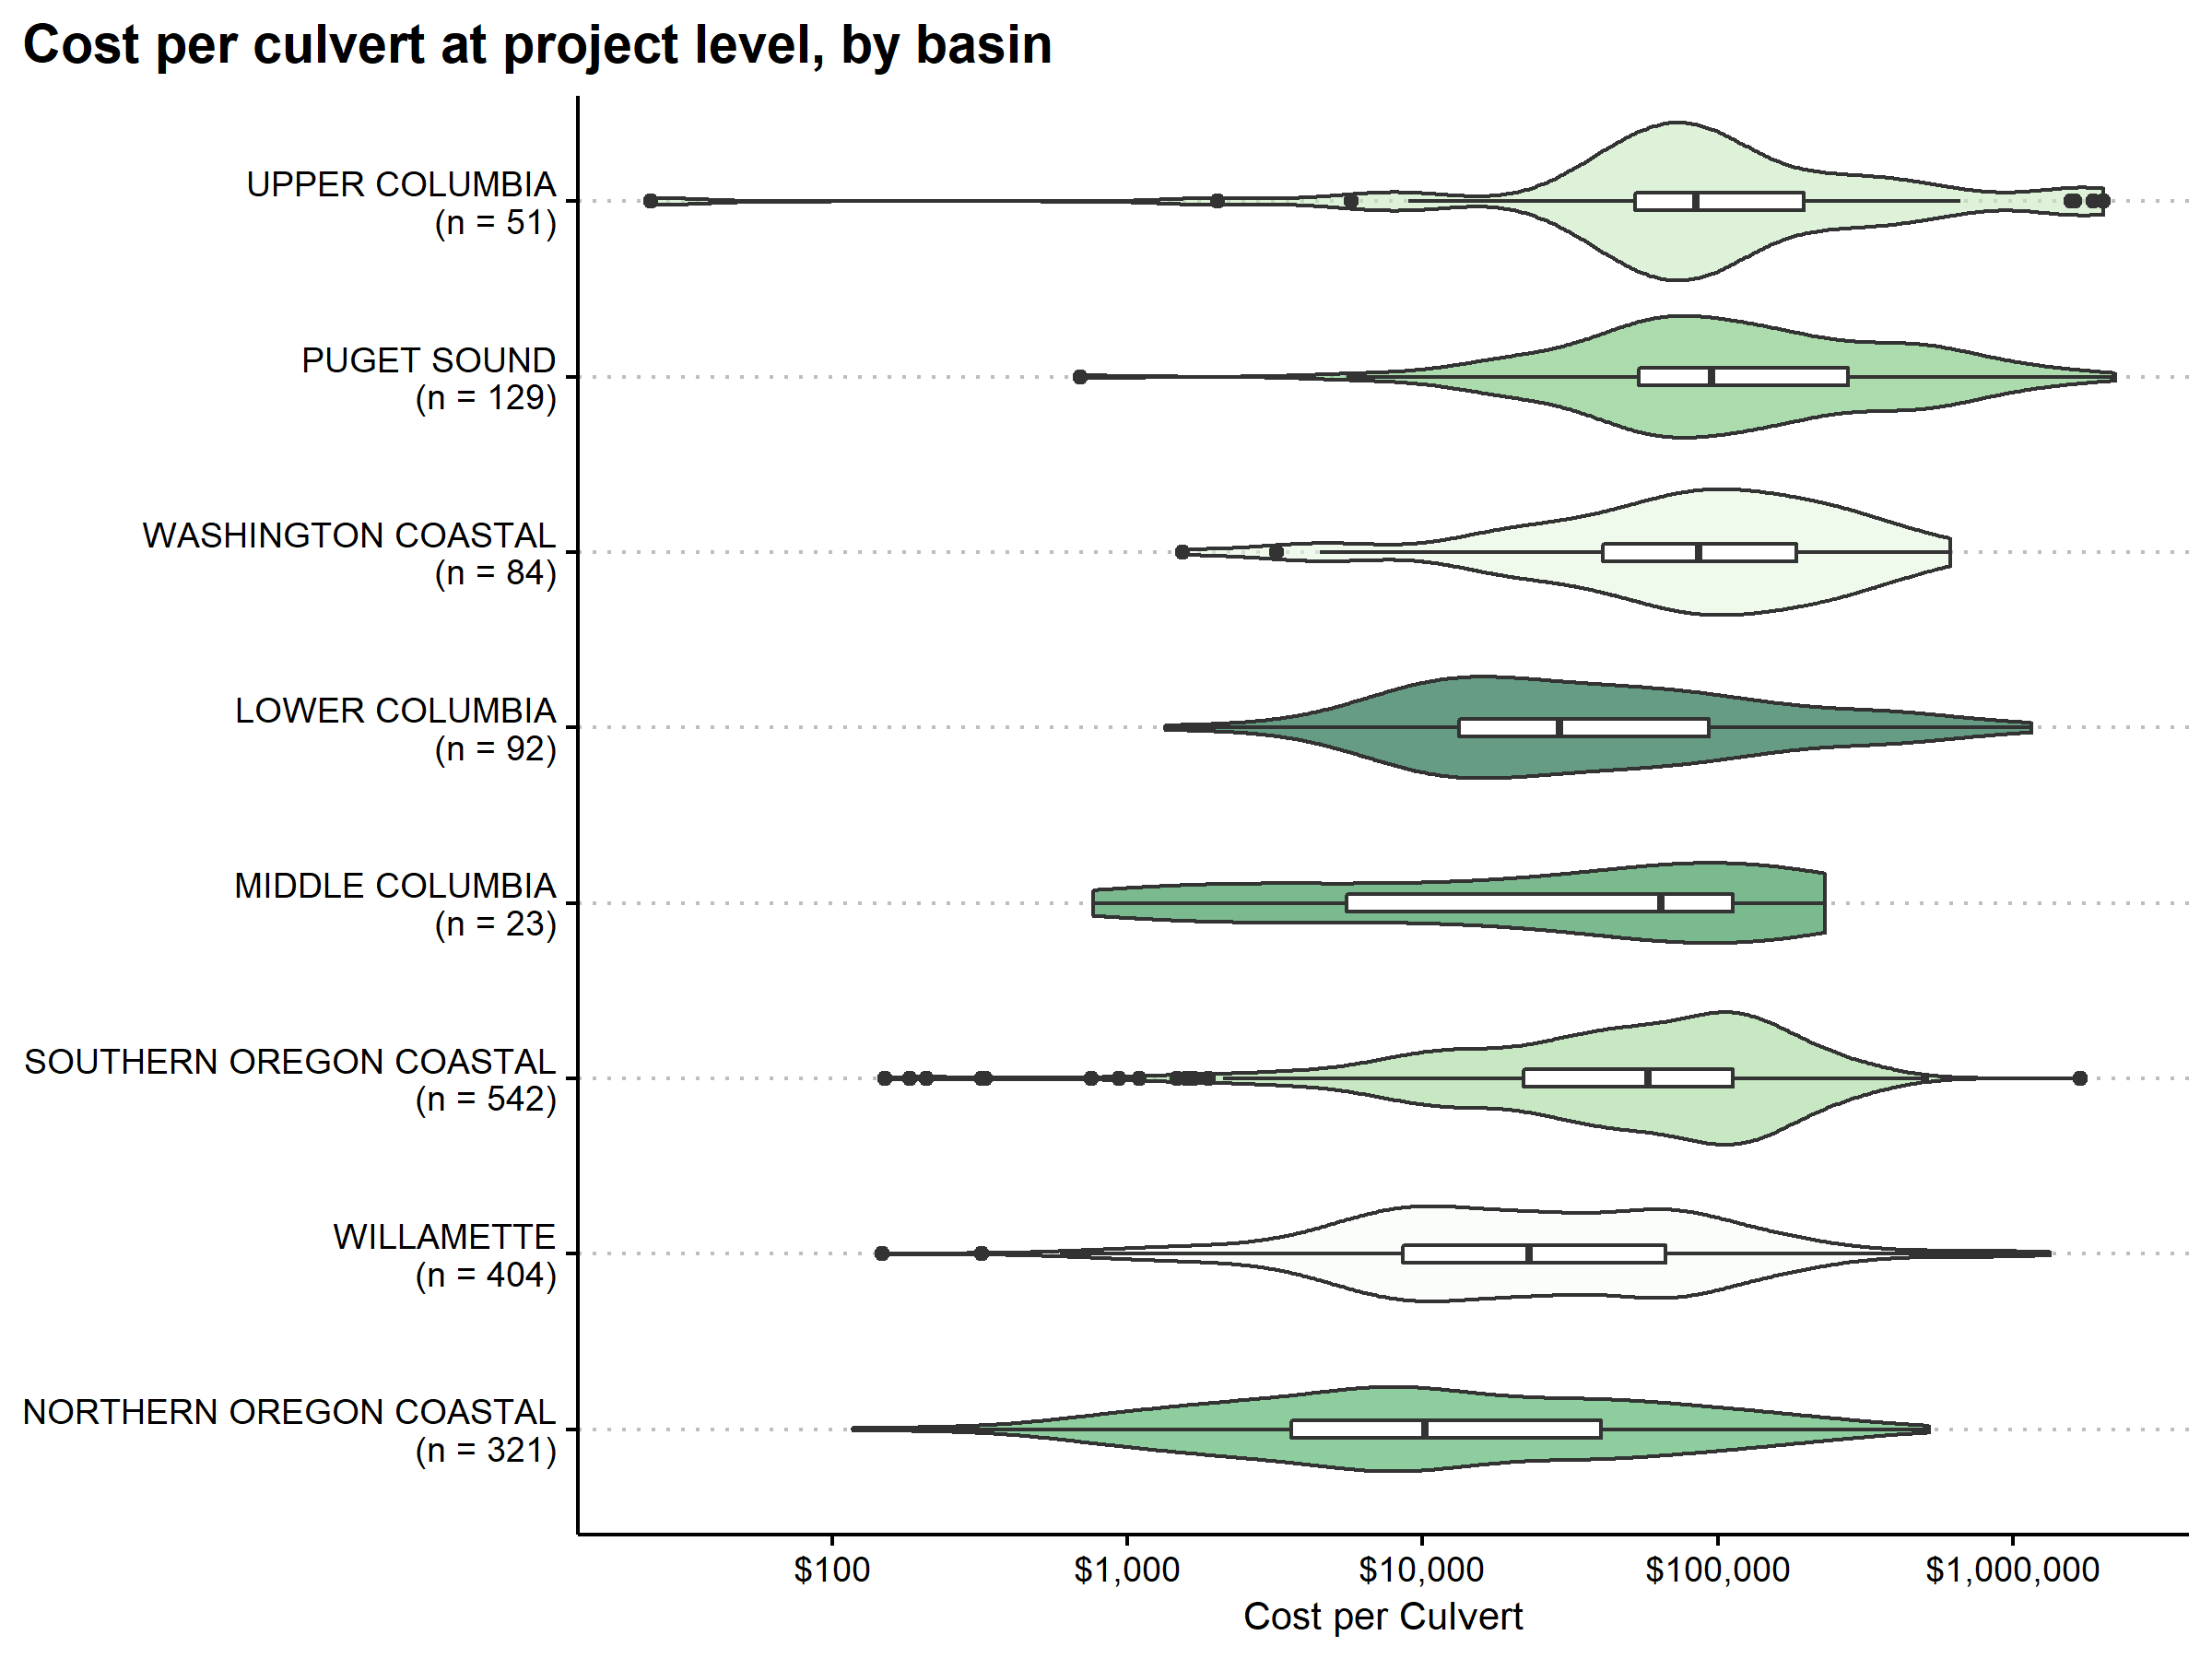 Cost per culvert at project level, by basin
UPPER COLUMBIA
(n = 51)
PUGET SOUND
(n = 129)
WASHINGTON COASTAL
(n = 84)
LOWER COLUMBIA
(n = 92)
MIDDLE COLUMBIA
(n = 23)
SOUTHERN OREGON COASTAL
(n = 542)
WILLAMETTE
(n = 404)
NORTHERN OREGON COASTAL
(n = 321)
$100 $1,000 $10,000 $100,000 $1,000,000
Cost per Culvert